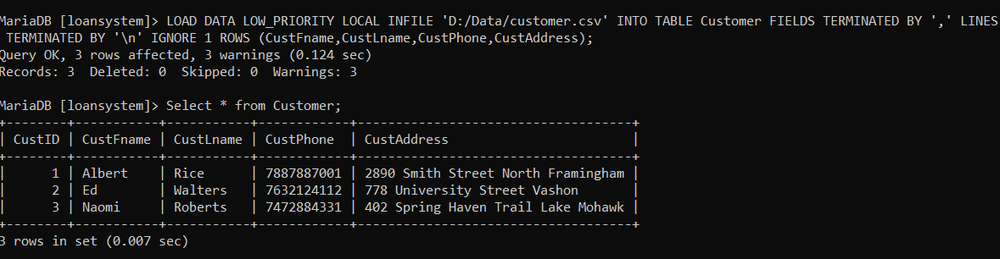 MariaDB [loansystem]> LOAD DATA LOW_PRIORITY LOCAL INFILE 'D:/Data/customer.csv' INTO TABLE Customer FIELDS TERMINATED BY ',' LINES
 TERMINATED BY '\n' IGNORE 1 ROWS (CustFname,CustLname,CustPhone,CustAddress);
Query OK, 3 rows affected, 3 warnings (0.124 sec)
Records: 3  Deleted: 0  Skipped: 0  Warnings: 3

MariaDB [loansystem]> Select * from Customer;
+--------+-----------+-----------+------------+---------------------------------+
| CustID | CustFname | CustLname | CustPhone  | CustAddress                     |
+--------+-----------+-----------+------------+---------------------------------+
|      1 | Albert    | Rice      | 7887887001 | 2890 Smith Street North Framingham |
|      2 | Ed        | Walters   | 7632124112 | 778 University Street Vashon    |
|      3 | Naomi     | Roberts   | 7472884331 | 402 Spring Haven Trail Lake Mohawk |
+--------+-----------+-----------+------------+---------------------------------+
3 rows in set (0.007 sec)